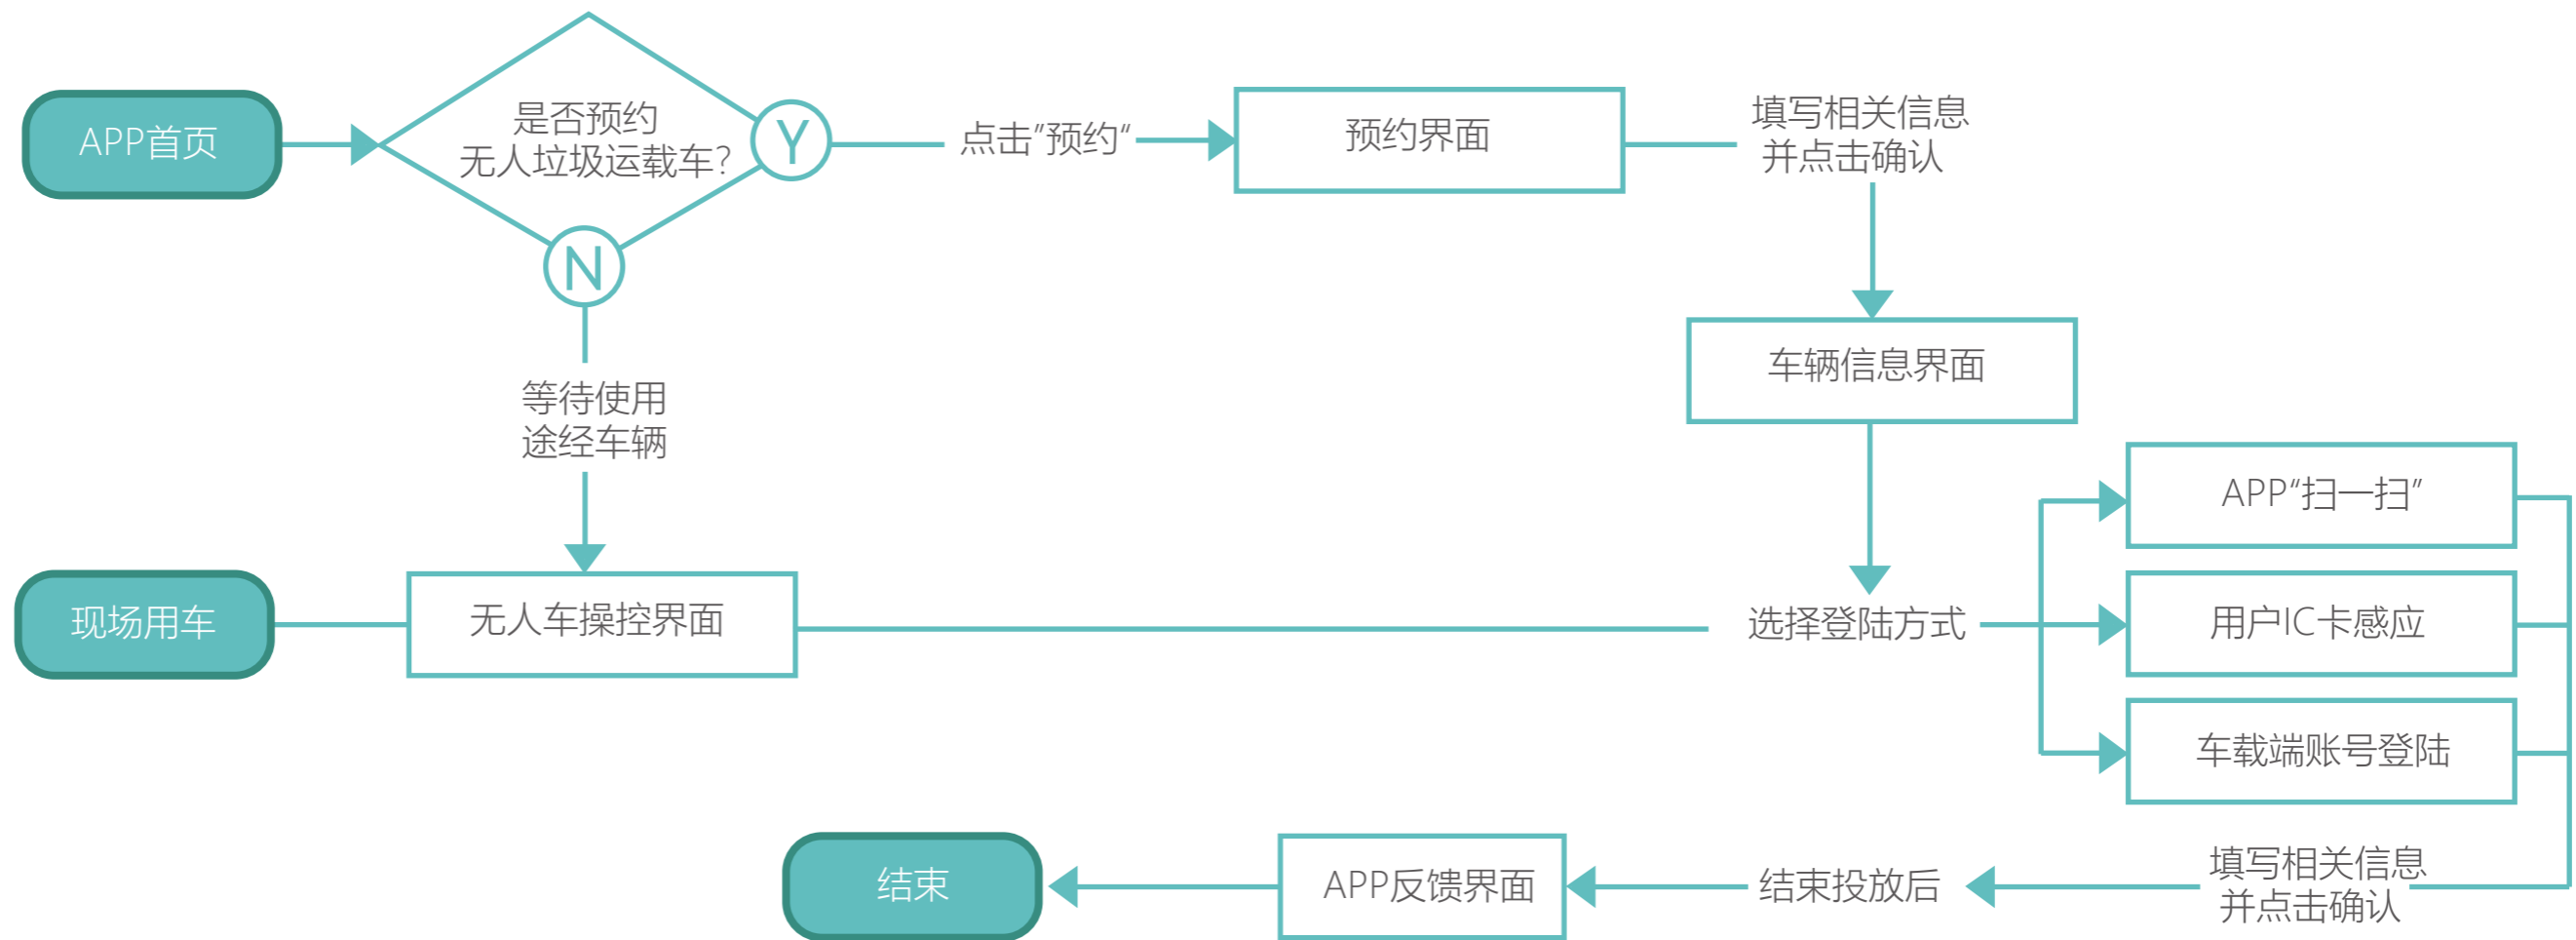 APP首页
是否预约
无人垃圾运载车?
Y
点击”预约“
预约界面
填写相关信息
并点击确认
N
等待使用
途经车辆
车辆信息界面
现场用车
无人车操控界面
选择登陆方式
APP“扫一扫”
用户IC卡感应
车载端账号登陆
结束
APP反馈界面
结束投放后
填写相关信息
并点击确认